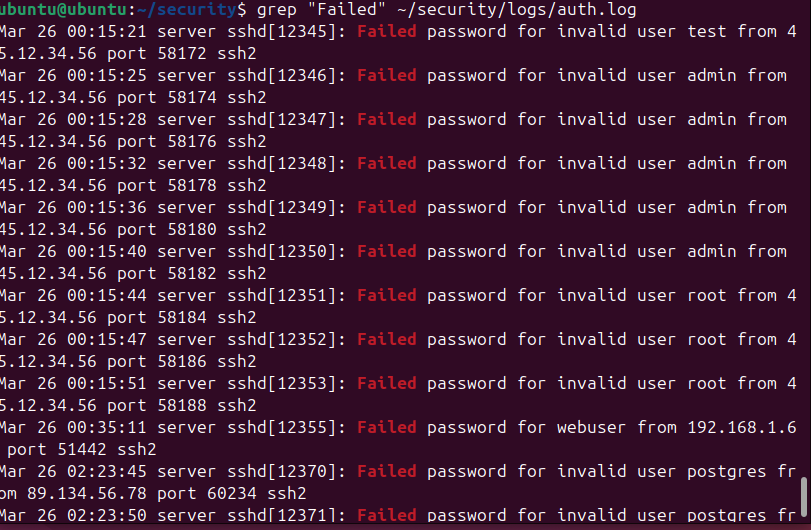 ubuntu@ubuntu:~/security$ grep "Failed" ~/security/logs/auth.log
Mar 26 00:15:21 server sshd[12345]: Failed password for invalid user test from 4
5.12.34.56 port 58172 ssh2
Mar 26 00:15:25 server sshd[12346]: Failed password for invalid user admin from
45.12.34.56 port 58174 ssh2
Mar 26 00:15:28 server sshd[12347]: Failed password for invalid user admin from
45.12.34.56 port 58176 ssh2
Mar 26 00:15:32 server sshd[12348]: Failed password for invalid user admin from
45.12.34.56 port 58178 ssh2
Mar 26 00:15:36 server sshd[12349]: Failed password for invalid user admin from
45.12.34.56 port 58180 ssh2
Mar 26 00:15:40 server sshd[12350]: Failed password for invalid user admin from
45.12.34.56 port 58182 ssh2
Mar 26 00:15:44 server sshd[12351]: Failed password for invalid user root from 4
5.12.34.56 port 58184 ssh2
Mar 26 00:15:47 server sshd[12352]: Failed password for invalid user root from 4
5.12.34.56 port 58186 ssh2
Mar 26 00:15:51 server sshd[12353]: Failed password for invalid user root from 4
5.12.34.56 port 58188 ssh2
Mar 26 00:35:11 server sshd[12355]: Failed password for webuser from 192.168.1.6
 port 51442 ssh2
Mar 26 02:23:45 server sshd[12370]: Failed password for invalid user postgres fr
om 89.134.56.78 port 60234 ssh2
Mar 26 02:23:50 server sshd[12371]: Failed password for invalid user postgres fr